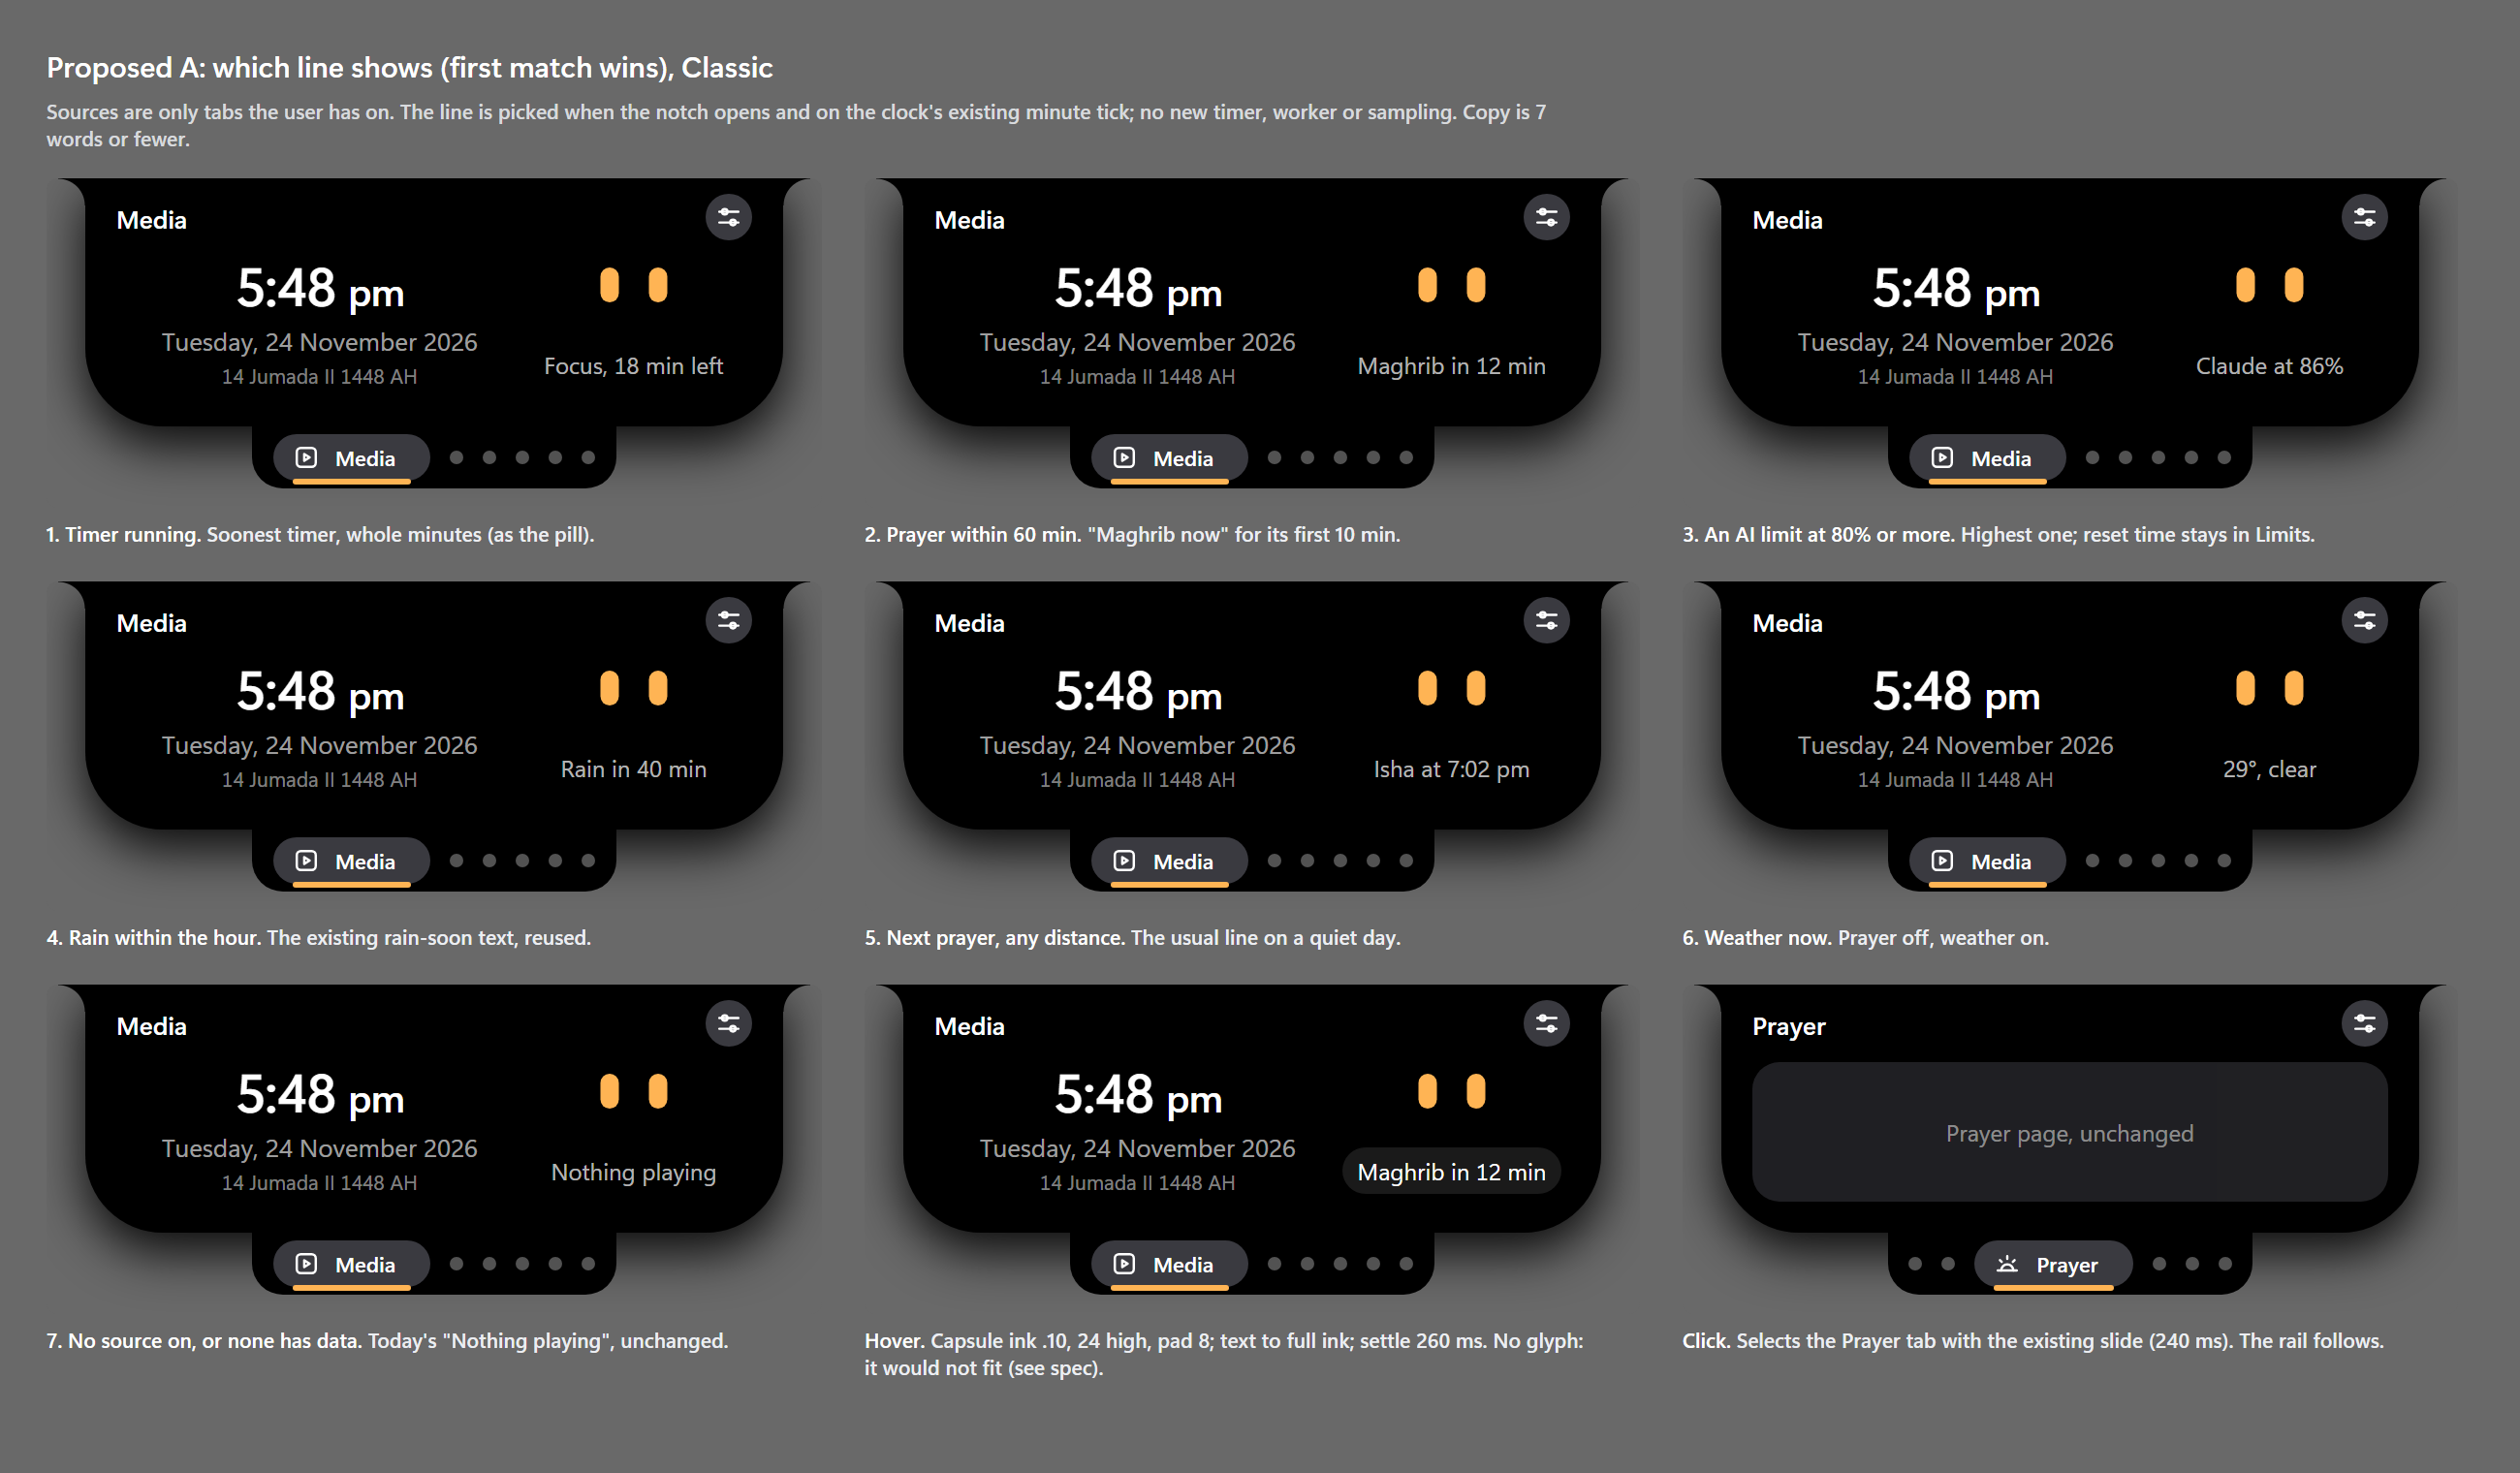 Proposed A: which line shows (first match wins), Classic
Sources are only tabs the user has on. The line is picked when the notch opens and on the clock's existing minute tick; no new timer, worker or sampling. Copy is 7
words or fewer.
Media
5:48 pm
Tuesday, 24 November 2026
14 Jumada II 1448 AH
Focus, 18 min left
Media
1. Timer running. Soonest timer, whole minutes (as the pill).
Media
5:48 pm
Tuesday, 24 November 2026
14 Jumada II 1448 AH
Maghrib in 12 min
Media
2. Prayer within 60 min. "Maghrib now" for its first 10 min.
Media
5:48 pm
Tuesday, 24 November 2026
14 Jumada II 1448 AH
Claude at 86%
Media
3. An AI limit at 80% or more. Highest one; reset time stays in Limits.
Media
5:48 pm
Tuesday, 24 November 2026
14 Jumada II 1448 AH
Rain in 40 min
Media
4. Rain within the hour. The existing rain-soon text, reused.
Media
5:48 pm
Tuesday, 24 November 2026
14 Jumada II 1448 AH
Isha at 7:02 pm
Media
5. Next prayer, any distance. The usual line on a quiet day.
Media
5:48 pm
Tuesday, 24 November 2026
14 Jumada II 1448 AH
29°, clear
Media
6. Weather now. Prayer off, weather on.
Media
5:48 pm
Tuesday, 24 November 2026
14 Jumada II 1448 AH
Nothing playing
Media
7. No source on, or none has data. Today's "Nothing playing", unchanged.
Media
5:48 pm
Tuesday, 24 November 2026
14 Jumada II 1448 AH
Maghrib in 12 min
Media
Hover. Capsule ink .10, 24 high, pad 8; text to full ink; settle 260 ms. No glyph:
it would not fit (see spec).
Prayer
Prayer page, unchanged
Prayer
Click. Selects the Prayer tab with the existing slide (240 ms). The rail follows.